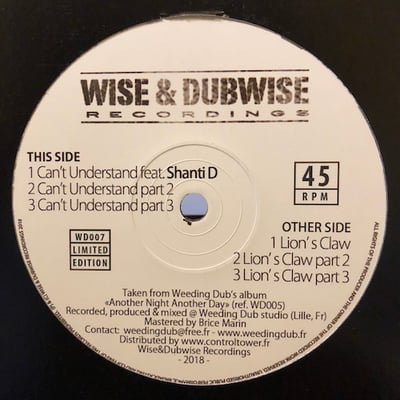 WISE & DUBWISE
RECORDINGS
THIS SIDE
1 Can't Understand feat. Shanti D
2 Can't Understand part 2
3 Can't Understand part 3
45
RPM
WD007
LIMITED
EDITION
OTHER SIDE
1 Lion's Claw
2 Lion's Claw part 2
3 Lion's Claw part 3
Taken from Weeding Dub's album
«Another Night Another Day» (ref. WD005)
Recorded, produced & mixed @ Weeding Dub studio (Lille, Fr)
Mastered by Brice Marin
Contact: weedingdub@free.fr - www.weedingdub.fr
Distributed by www.controltower.fr
Wise&Dubwise Recordings
- 2018 -